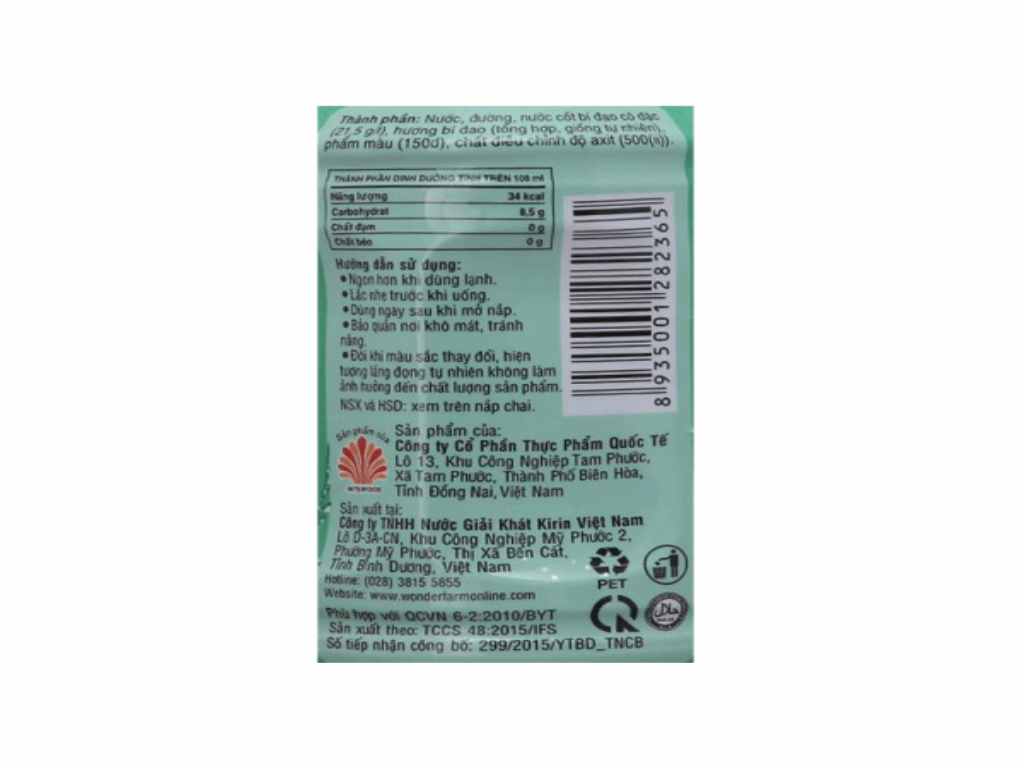 Thành phần: Nước, đường, nước cốt bí đao cô đặc
(21,5 g/l), hương bí đao (tổng hợp, giống tự nhiên),
phẩm màu (150d), chất điều chỉnh độ axit (500(ii)).
THÀNH PHẦN DINH DƯỠNG TÍNH TRÊN 100 ml
Năng lượng 34 kcal
Carbohydrat 8,5 g
Chất đạm 0 g
Chất béo 0 g
Hướng dẫn sử dụng:
• Ngon hơn khi dùng lạnh.
• Lắc nhẹ trước khi uống.
• Dùng ngay sau khi mở nắp.
• Bảo quản nơi khô mát, tránh
nắng.
• Đôi khi màu sắc thay đổi, hiện
tượng lắng đọng tự nhiên không làm
ảnh hưởng đến chất lượng sản phẩm.
NSX và HSD: xem trên nắp chai.
8935001282365
Sản phẩm của
INTERFOOD
Sản phẩm của:
Công ty Cổ Phần Thực Phẩm Quốc Tế
Lô 13, Khu Công Nghiệp Tam Phước,
Xã Tam Phước, Thành Phố Biên Hòa,
Tỉnh Đồng Nai, Việt Nam
Sản xuất tại:
Công ty TNHH Nước Giải Khát Kirin Việt Nam
Lô D-3A-CN, Khu Công Nghiệp Mỹ Phước 2,
Phường Mỹ Phước, Thị Xã Bến Cát,
Tỉnh Bình Dương, Việt Nam
Hotline: (028) 3815 5855
Website: www.wonderfarmonline.com
PET
Phù hợp với QCVN 6-2:2010/BYT
Sản xuất theo: TCCS 48:2015/IFS
Số tiếp nhận công bố: 299/2015/YTBD_TNCB
حلال